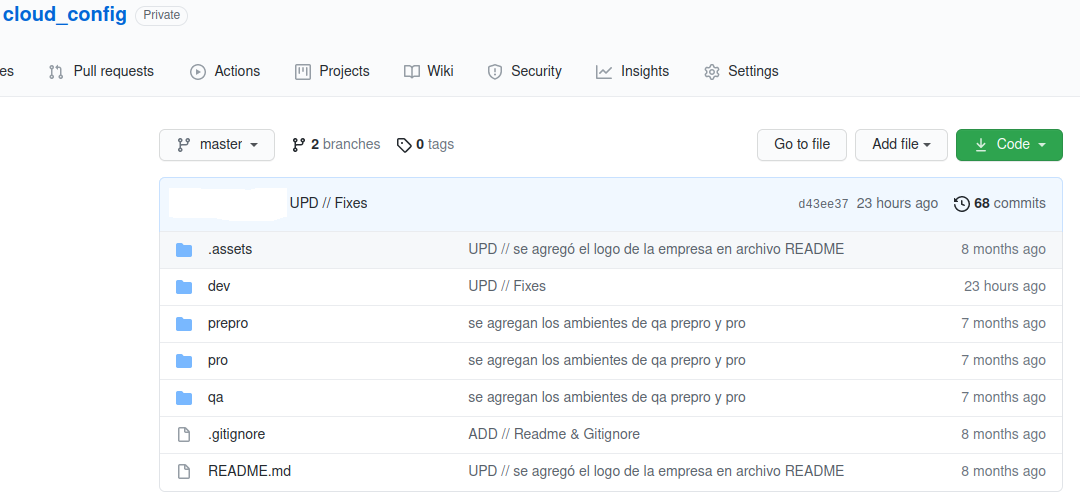 cloud_config Private
es Pull requests Actions Projects Wiki Security Insights Settings
master 2 branches 0 tags Go to file Add file Code
UPD // Fixes d43ee37 23 hours ago 68 commits
.assets UPD // se agregó el logo de la empresa en archivo README 8 months ago
dev UPD // Fixes 23 hours ago
prepro se agregan los ambientes de qa prepro y pro 7 months ago
pro se agregan los ambientes de qa prepro y pro 7 months ago
qa se agregan los ambientes de qa prepro y pro 7 months ago
.gitignore ADD // Readme & Gitignore 8 months ago
README.md UPD // se agregó el logo de la empresa en archivo README 8 months ago